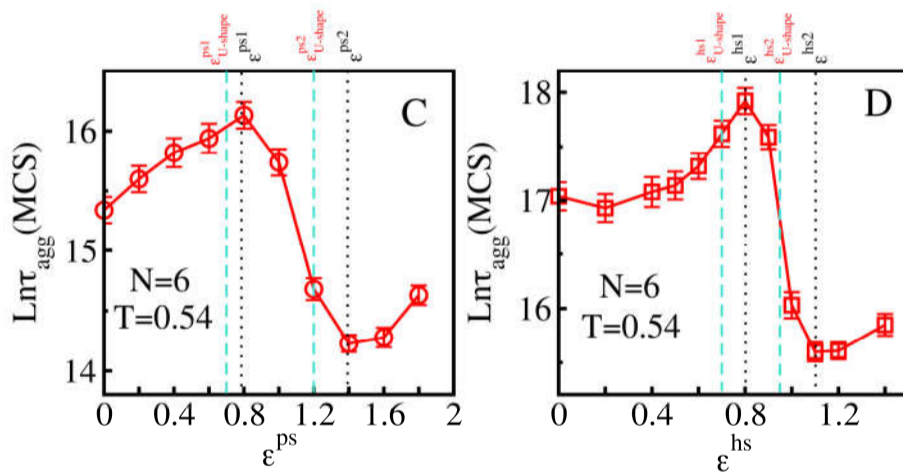 ε^ps1_U-shape
ε^ps1
ε^ps2_U-shape
ε^ps2
ε^hs1_U-shape
ε^hs1
ε^hs2_U-shape
ε^hs2
C
16
15
14
Lnτ_agg(MCS)
N=6
T=0.54
0 0.4 0.8 1.2 1.6 2
ε^ps
D
18
17
16
Lnτ_agg(MCS)
N=6
T=0.54
0 0.4 0.8 1.2
ε^hs